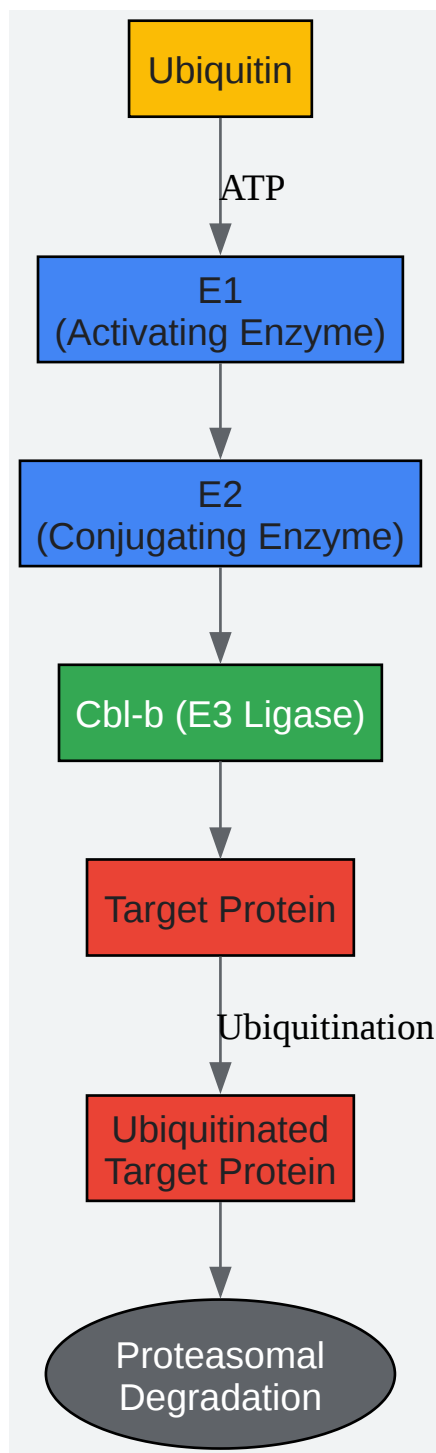 Ubiquitin
ATP
E1
(Activating Enzyme)
E2
(Conjugating Enzyme)
Cbl-b (E3 Ligase)
Target Protein
Ubiquitination
Ubiquitinated
Target Protein
Proteasomal
Degradation